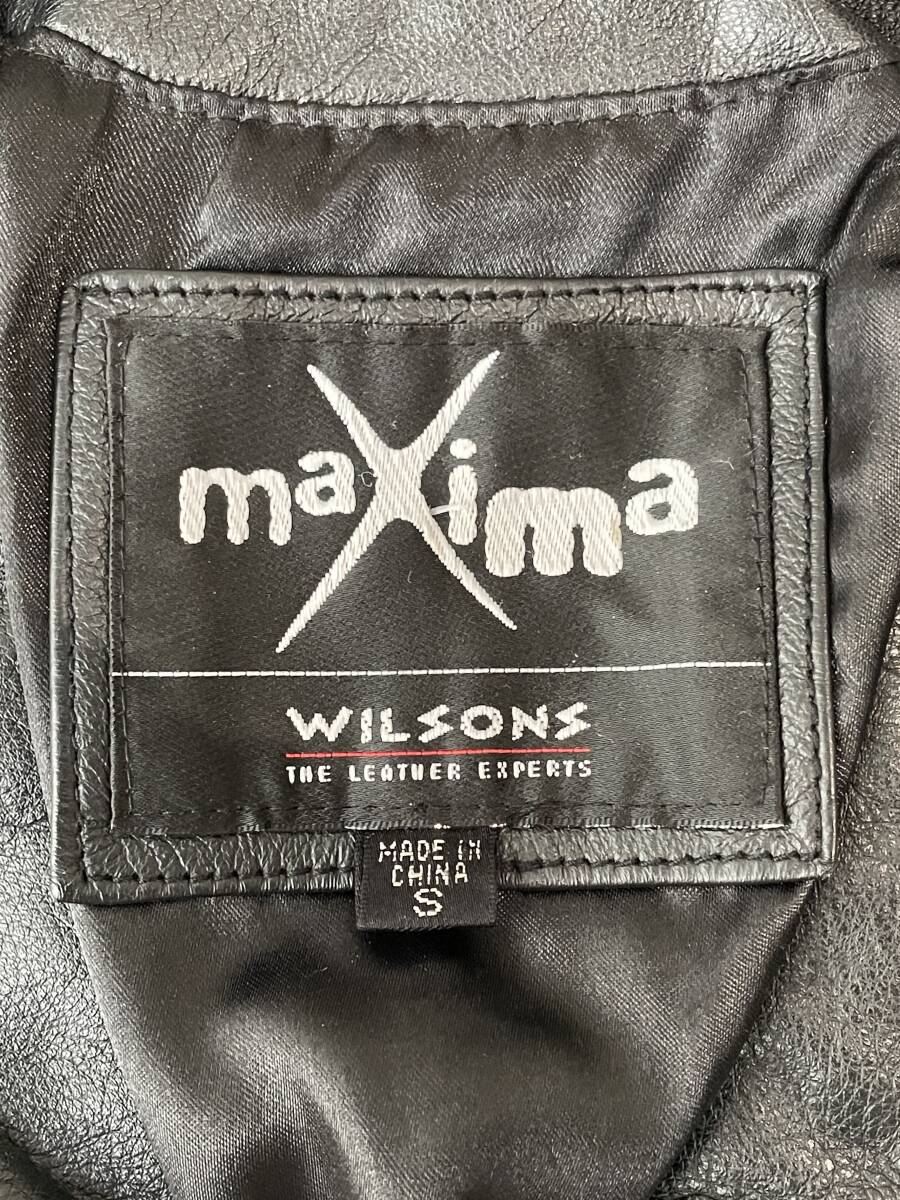 maXima
WILSONS
THE LEATHER EXPERTS
MADE IN
CHINA
S